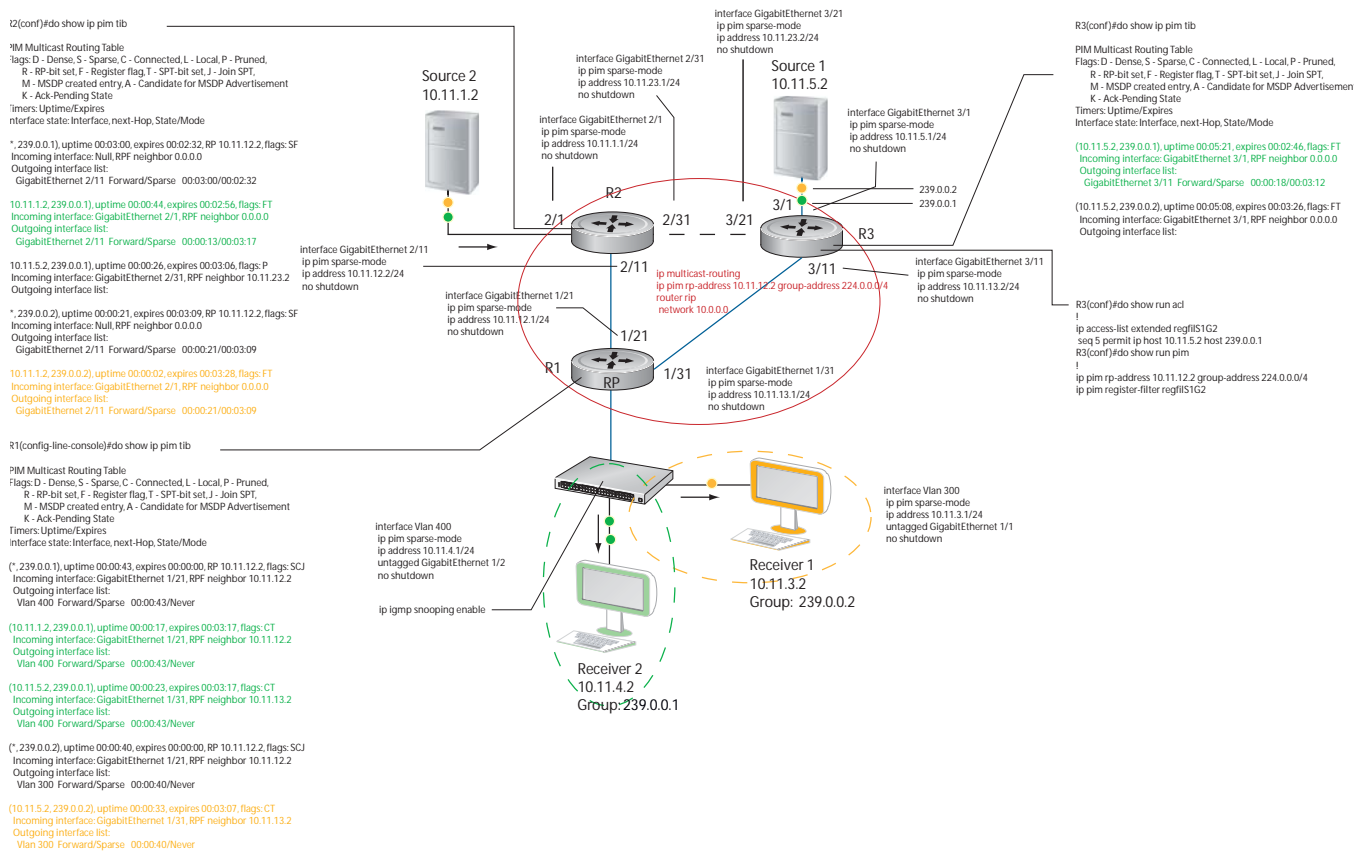 R2(conf)#do show ip pim tib
PIM Multicast Routing Table
Flags: D - Dense, S - Sparse, C - Connected, L - Local, P - Pruned,
R - RP-bit set, F - Register flag, T - SPT-bit set, J - Join SPT,
M - MSDP created entry, A - Candidate for MSDP Advertisement
K - Ack-Pending State
Timers: Uptime/Expires
Interface state: Interface, next-Hop, State/Mode
*, 239.0.0.1), uptime 00:03:00, expires 00:02:32, RP 10.11.12.2, flags: SF
Incoming interface: Null, RPF neighbor 0.0.0.0
Outgoing interface list:
GigabitEthernet 2/11 Forward/Sparse 00:03:00/00:02:32
10.11.1.2, 239.0.0.1), uptime 00:00:44, expires 00:02:56, flags: FT
Incoming interface: GigabitEthernet 2/1, RPF neighbor 0.0.0.0
Outgoing interface list:
GigabitEthernet 2/11 Forward/Sparse 00:00:13/00:03:17
10.11.5.2, 239.0.0.1), uptime 00:00:26, expires 00:03:06, flags: P
Incoming interface: GigabitEthernet 2/31, RPF neighbor 10.11.23.2
Outgoing interface list:
*, 239.0.0.2), uptime 00:00:21, expires 00:03:09, RP 10.11.12.2, flags: SF
Incoming interface: Null, RPF neighbor 0.0.0.0
Outgoing interface list:
GigabitEthernet 2/11 Forward/Sparse 00:00:21/00:03:09
10.11.1.2, 239.0.0.2), uptime 00:00:02, expires 00:03:28, flags: FT
Incoming interface: GigabitEthernet 2/1, RPF neighbor 0.0.0.0
Outgoing interface list:
GigabitEthernet 2/11 Forward/Sparse 00:00:21/00:03:09
R1(config-line-console)#do show ip pim tib
PIM Multicast Routing Table
Flags: D - Dense, S - Sparse, C - Connected, L - Local, P - Pruned,
R - RP-bit set, F - Register flag, T - SPT-bit set, J - Join SPT,
M - MSDP created entry, A - Candidate for MSDP Advertisement
K - Ack-Pending State
Timers: Uptime/Expires
Interface state: Interface, next-Hop, State/Mode
(*, 239.0.0.1), uptime 00:00:43, expires 00:00:00, RP 10.11.12.2, flags: SCJ
Incoming interface: GigabitEthernet 1/21, RPF neighbor 10.11.12.2
Outgoing interface list:
Vlan 400 Forward/Sparse 00:00:43/Never
(10.11.1.2, 239.0.0.1), uptime 00:00:17, expires 00:03:17, flags: CT
Incoming interface: GigabitEthernet 1/21, RPF neighbor 10.11.12.2
Outgoing interface list:
Vlan 400 Forward/Sparse 00:00:43/Never
(10.11.5.2, 239.0.0.1), uptime 00:00:23, expires 00:03:17, flags: CT
Incoming interface: GigabitEthernet 1/31, RPF neighbor 10.11.13.2
Outgoing interface list:
Vlan 400 Forward/Sparse 00:00:43/Never
(*, 239.0.0.2), uptime 00:00:40, expires 00:00:00, RP 10.11.12.2, flags: SCJ
Incoming interface: GigabitEthernet 1/21, RPF neighbor 10.11.12.2
Outgoing interface list:
Vlan 300 Forward/Sparse 00:00:40/Never
(10.11.5.2, 239.0.0.2), uptime 00:00:33, expires 00:03:07, flags: CT
Incoming interface: GigabitEthernet 1/31, RPF neighbor 10.11.13.2
Outgoing interface list:
Vlan 300 Forward/Sparse 00:00:40/Never
Source 2
10.11.1.2
interface GigabitEthernet 2/31
ip pim sparse-mode
ip address 10.11.23.1/24
no shutdown
interface GigabitEthernet 2/1
ip pim sparse-mode
ip address 10.11.1.1/24
no shutdown
interface GigabitEthernet 3/21
ip pim sparse-mode
ip address 10.11.23.2/24
no shutdown
Source 1
10.11.5.2
interface GigabitEthernet 3/1
ip pim sparse-mode
ip address 10.11.5.1/24
no shutdown
239.0.0.2
239.0.0.1
R2
2/1
2/31
3/21
3/1
R3
2/11
3/11
interface GigabitEthernet 2/11
ip pim sparse-mode
ip address 10.11.12.2/24
no shutdown
ip multicast-routing
ip pim rp-address 10.11.12.2 group-address 224.0.0.0/4
router rip
network 10.0.0.0
interface GigabitEthernet 3/11
ip pim sparse-mode
ip address 10.11.13.2/24
no shutdown
interface GigabitEthernet 1/21
ip pim sparse-mode
ip address 10.11.12.1/24
no shutdown
1/21
R1
RP
1/31
interface GigabitEthernet 1/31
ip pim sparse-mode
ip address 10.11.13.1/24
no shutdown
interface Vlan 400
ip pim sparse-mode
ip address 10.11.4.1/24
untagged GigabitEthernet 1/2
no shutdown
ip igmp snooping enable
interface Vlan 300
ip pim sparse-mode
ip address 10.11.3.1/24
untagged GigabitEthernet 1/1
no shutdown
Receiver 1
10.11.3.2
Group: 239.0.0.2
Receiver 2
10.11.4.2
Group: 239.0.0.1
R3(conf)#do show ip pim tib
PIM Multicast Routing Table
Flags: D - Dense, S - Sparse, C - Connected, L - Local, P - Pruned,
R - RP-bit set, F - Register flag, T - SPT-bit set, J - Join SPT,
M - MSDP created entry, A - Candidate for MSDP Advertisemen
K - Ack-Pending State
Timers: Uptime/Expires
Interface state: Interface, next-Hop, State/Mode
(10.11.5.2, 239.0.0.1), uptime 00:05:21, expires 00:02:46, flags: FT
Incoming interface: GigabitEthernet 3/1, RPF neighbor 0.0.0.0
Outgoing interface list:
GigabitEthernet 3/11 Forward/Sparse 00:00:18/00:03:12
(10.11.5.2, 239.0.0.2), uptime 00:05:08, expires 00:03:26, flags: FT
Incoming interface: GigabitEthernet 3/1, RPF neighbor 0.0.0.0
Outgoing interface list:
R3(conf)#do show run acl
!
ip access-list extended regfilS1G2
seq 5 permit ip host 10.11.5.2 host 239.0.0.1
R3(conf)#do show run pim
!
ip pim rp-address 10.11.12.2 group-address 224.0.0.0/4
ip pim register-filter regfilS1G2